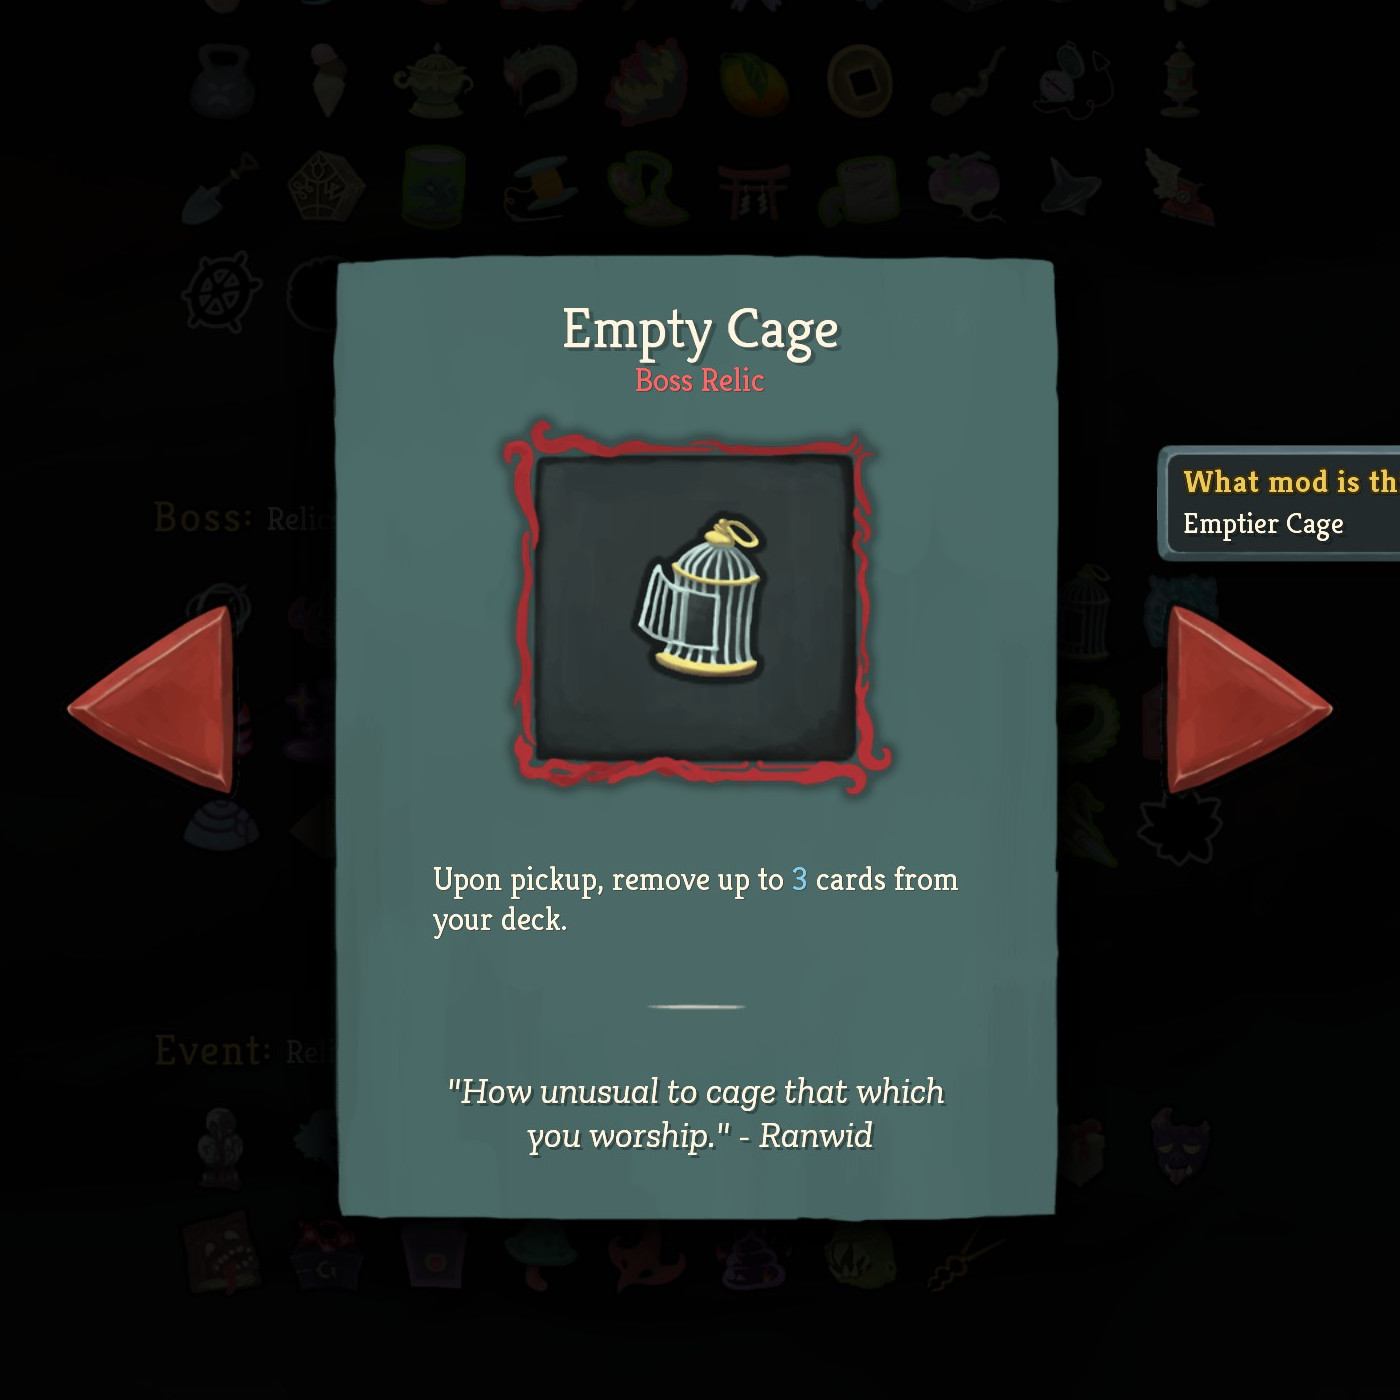 Empty Cage
Boss Relic
What mod is th
Emptier Cage
Boss: Relic
Upon pickup, remove up to 3 cards from
your deck.
Event: Reli
"How unusual to cage that which
you worship." - Ranwid